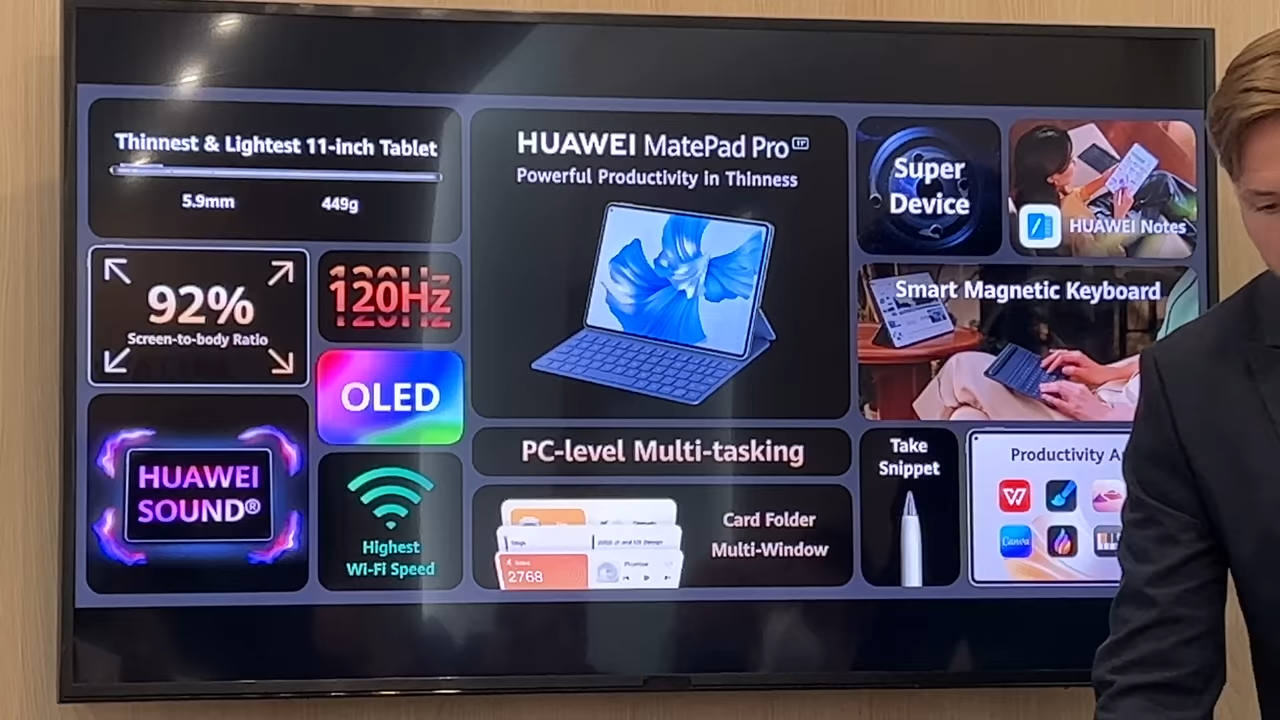 Thinnest & Lightest 11-inch Tablet
5.9mm 449g
92%
Screen-to-body Ratio
120Hz
OLED
HUAWEI
SOUND®
Highest
Wi-Fi Speed
HUAWEI MatePad Pro 11"
Powerful Productivity in Thinness
PC-level Multi-tasking
2768
Card Folder
Multi-Window
Super
Device
HUAWEI Notes
Smart Magnetic Keyboard
Take
Snippet
Productivity
Canva